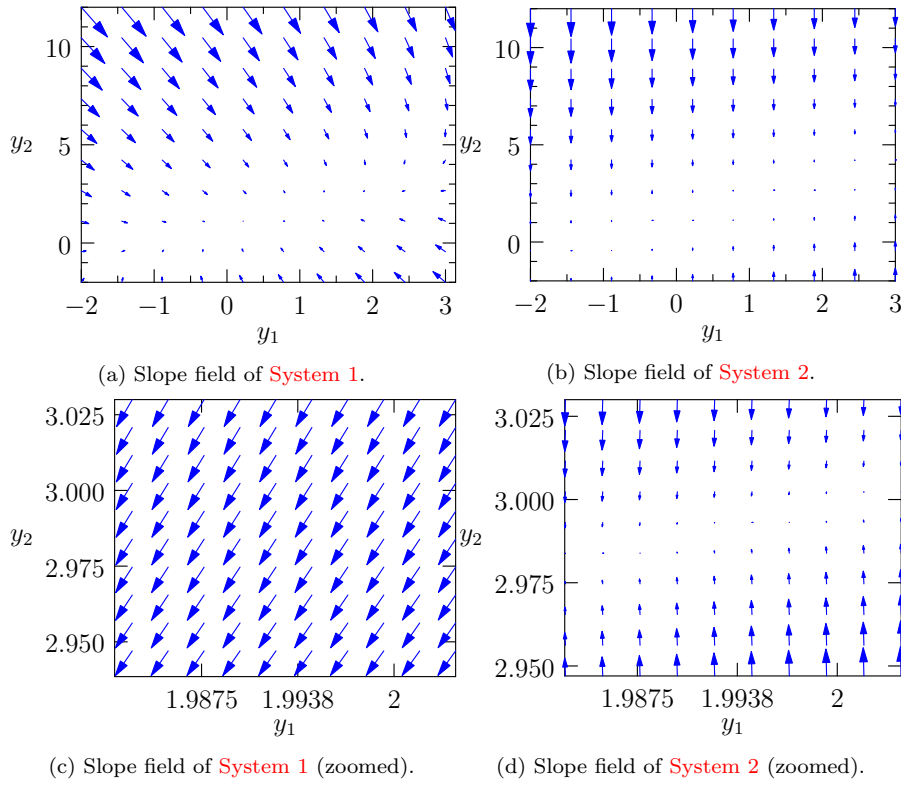 10
5
0
y₂
−2
−1
0
1
2
3
y₁
(a) Slope field of System 1.
10
5
0
y₂
−2
−1
0
1
2
3
y₁
(b) Slope field of System 2.
3.025
3.000
2.975
2.950
y₂
1.9875
1.9938
2
y₁
(c) Slope field of System 1 (zoomed).
3.025
3.000
2.975
2.950
y₂
1.9875
1.9938
2
y₁
(d) Slope field of System 2 (zoomed).